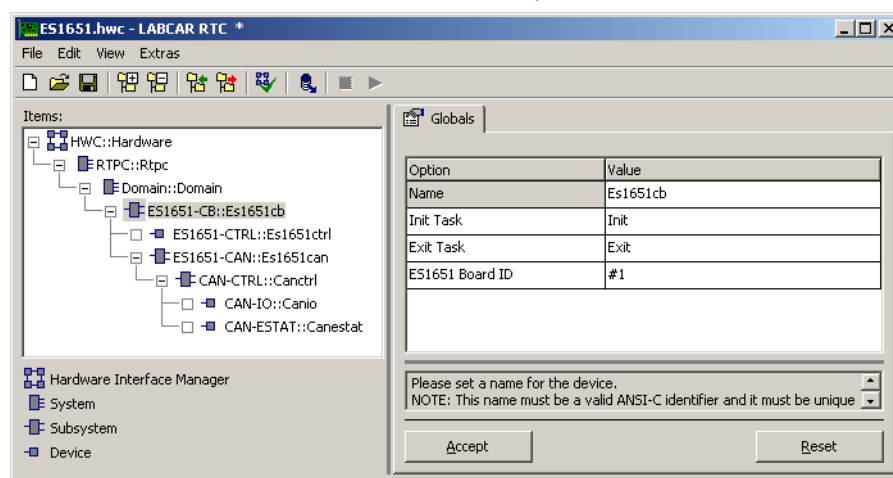 ES1651.hwc - LABCAR RTC *
File Edit View Extras
Items:
HWC::Hardware
RTPC::Rtpc
Domain::Domain
ES1651-CB::Es1651cb
ES1651-CTRL::Es1651ctrl
ES1651-CAN::Es1651can
CAN-CTRL::Canctrl
CAN-IO::Canio
CAN-ESTAT::Canestat
Hardware Interface Manager
System
Subsystem
Device
Globals
Option Value
Name Es1651cb
Init Task Init
Exit Task Exit
ES1651 Board ID #1
Please set a name for the device.
NOTE: This name must be a valid ANSI-C identifier and it must be unique
Accept Reset